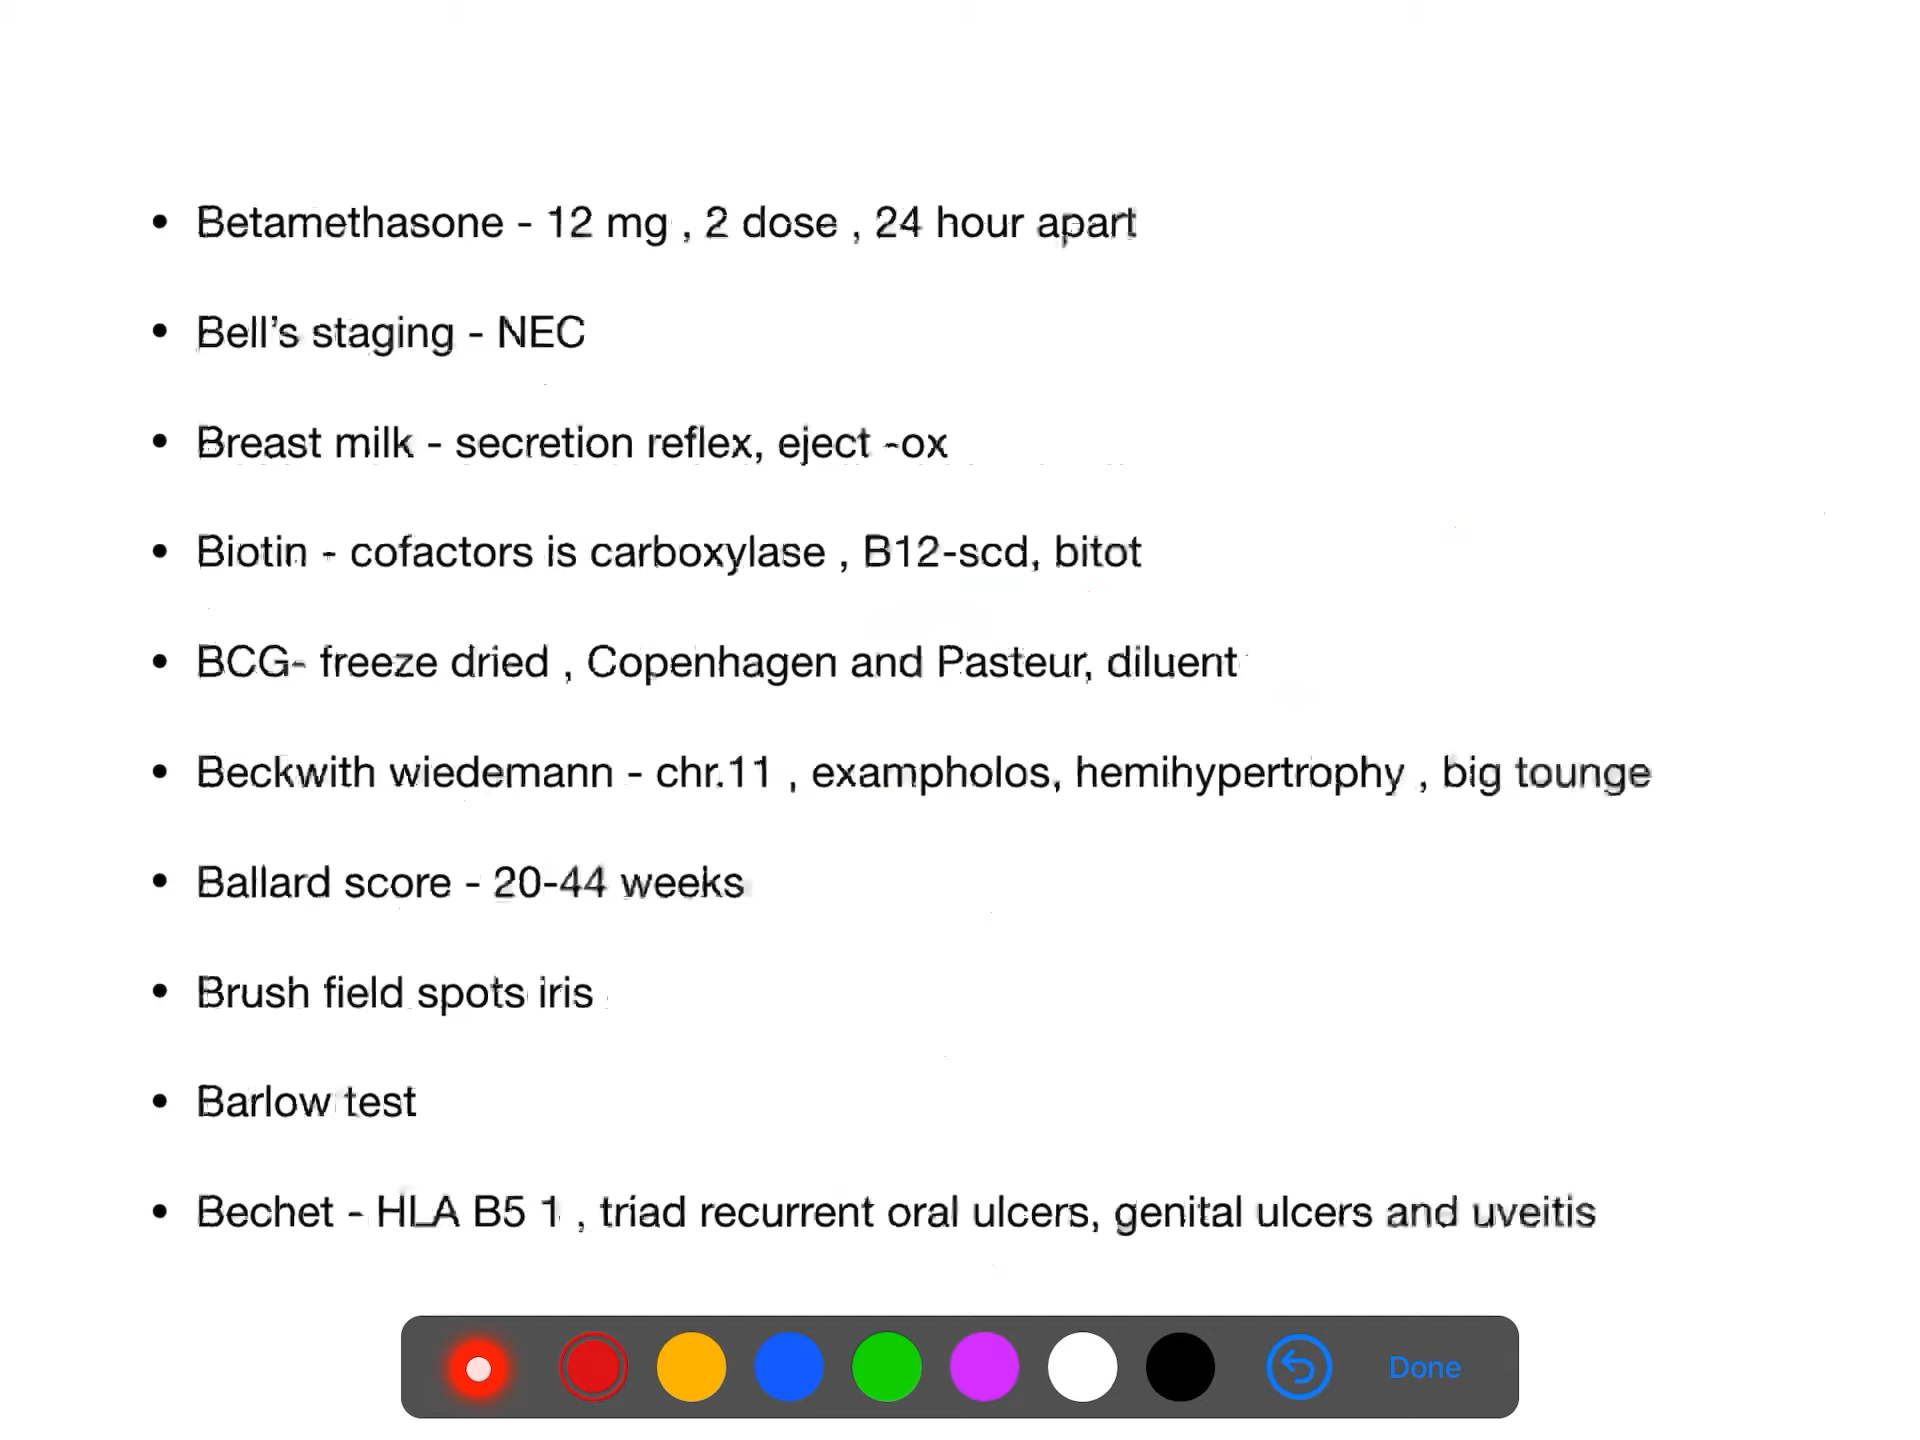 • Betamethasone - 12 mg , 2 dose , 24 hour apart
• Bell's staging - NEC
• Breast milk - secretion reflex, eject -ox
• Biotin - cofactors is carboxylase , B12-scd, bitot
• BCG- freeze dried , Copenhagen and Pasteur, diluent
• Beckwith wiedemann - chr.11 , exampholos, hemihypertrophy , big tounge
• Ballard score - 20-44 weeks
• Brush field spots iris
• Barlow test
• Bechet - HLA B5 1 , triad recurrent oral ulcers, genital ulcers and uveitis
Done